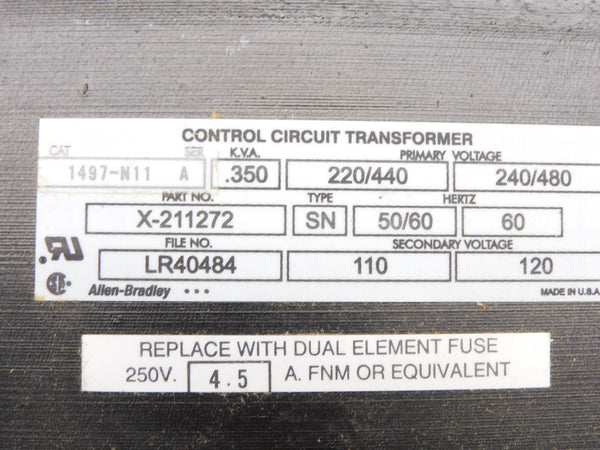 CONTROL CIRCUIT TRANSFORMER
CAT SER K.V.A. PRIMARY VOLTAGE
1497-N11 A .350 220/440 240/480
PART NO. TYPE HERTZ
X-211272 SN 50/60 60
FILE NO. SECONDARY VOLTAGE
LR40484 110 120
Allen-Bradley MADE IN U.S.A.
REPLACE WITH DUAL ELEMENT FUSE
250V. 4.5 A. FNM OR EQUIVALENT